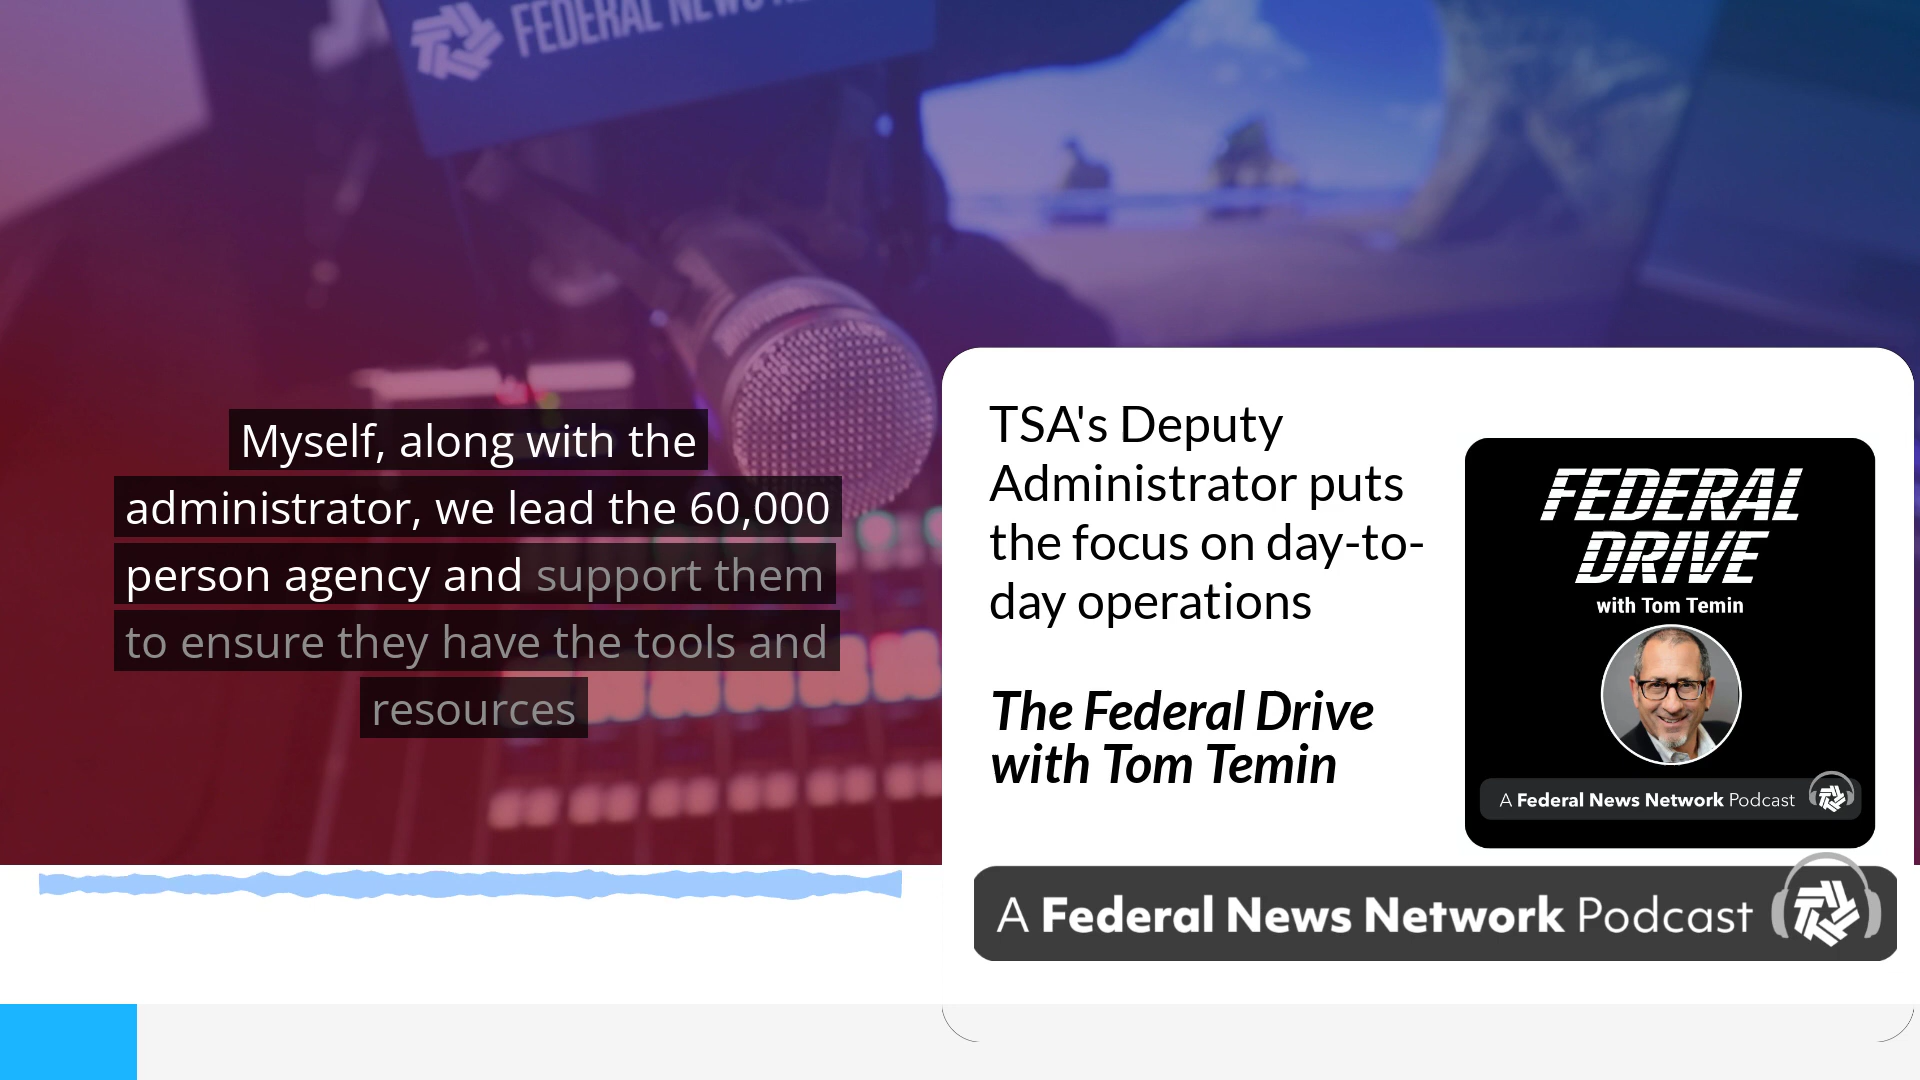 FEDERAL NEWS
Myself, along with the
administrator, we lead the 60,000
person agency and support them
to ensure they have the tools and
resources
TSA's Deputy
Administrator puts
the focus on day-to-
day operations
The Federal Drive
with Tom Temin
FEDERAL
DRIVE
with Tom Temin
A Federal News Network Podcast
A Federal News Network Podcast